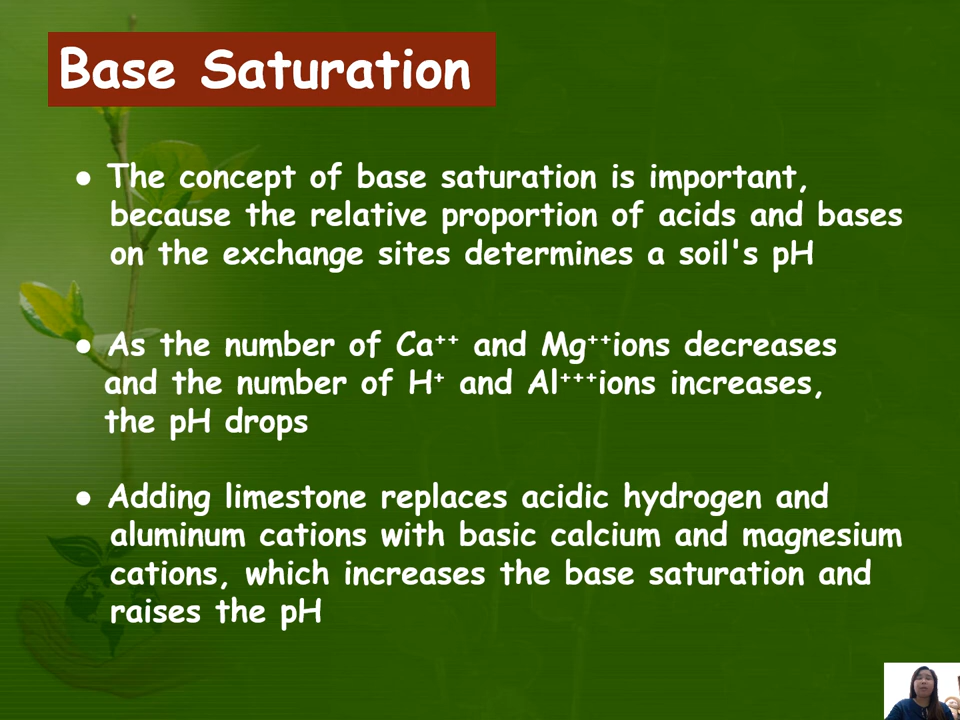 Base Saturation
● The concept of base saturation is important,
because the relative proportion of acids and bases
on the exchange sites determines a soil's pH
● As the number of Ca⁺⁺ and Mg⁺⁺ions decreases
and the number of H⁺ and Al⁺⁺⁺ions increases,
the pH drops
● Adding limestone replaces acidic hydrogen and
aluminum cations with basic calcium and magnesium
cations, which increases the base saturation and
raises the pH